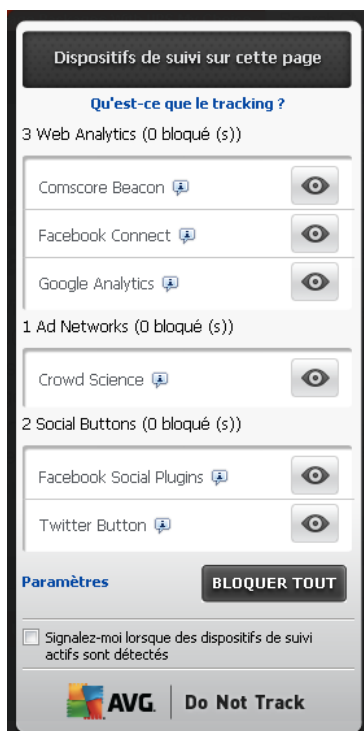 Dispositifs de suivi sur cette page
Qu'est-ce que le tracking ?
3 Web Analytics (0 bloqué (s))
Comscore Beacon
Facebook Connect
Google Analytics
1 Ad Networks (0 bloqué (s))
Crowd Science
2 Social Buttons (0 bloqué (s))
Facebook Social Plugins
Twitter Button
Paramètres
BLOQUER TOUT
Signalez-moi lorsque des dispositifs de suivi
actifs sont détectés
AVG. Do Not Track